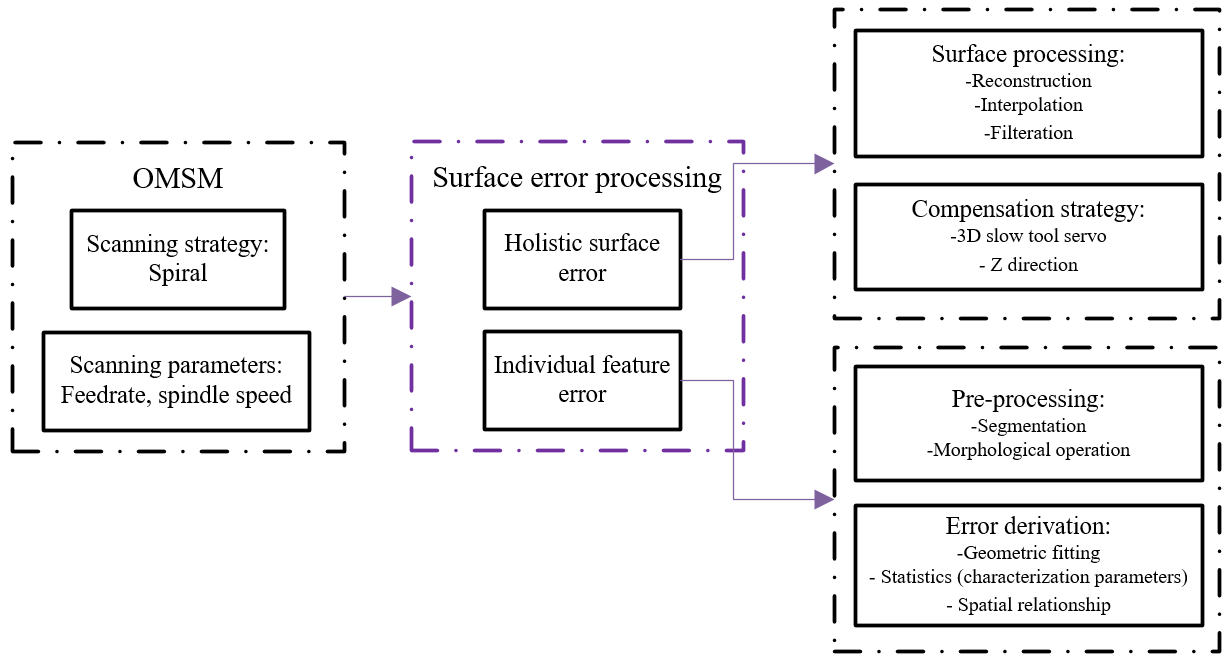 OMSM
Scanning strategy:
Spiral
Scanning parameters:
Feedrate, spindle speed
Surface error processing
Holistic surface
error
Individual feature
error
Surface processing:
-Reconstruction
-Interpolation
-Filteration
Compensation strategy:
-3D slow tool servo
- Z direction
Pre-processing:
-Segmentation
-Morphological operation
Error derivation:
-Geometric fitting
- Statistics (characterization parameters)
- Spatial relationship